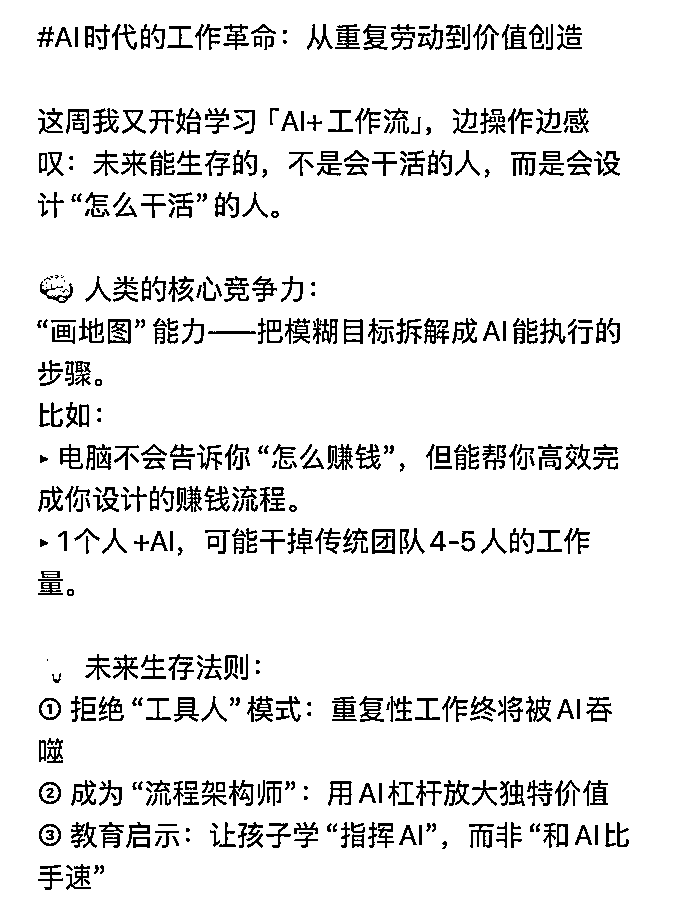 #AI时代的工作革命：从重复劳动到价值创造
这周我又开始学习「AI+工作流」，边操作边感
叹：未来能生存的，不是会干活的人，而是会设
计“怎么干活”的人。
🧠 人类的核心竞争力：
“画地图”能力——把模糊目标拆解成AI能执行的
步骤。
比如：
▸ 电脑不会告诉你“怎么赚钱”，但能帮你高效完
成你设计的赚钱流程。
▸ 1个人+AI，可能干掉传统团队4-5人的工作
量。
未来生存法则：
① 拒绝“工具人”模式：重复性工作终将被AI吞
噬
② 成为“流程架构师”：用AI杠杆放大独特价值
③ 教育启示：让孩子学“指挥AI”，而非“和AI比
手速”